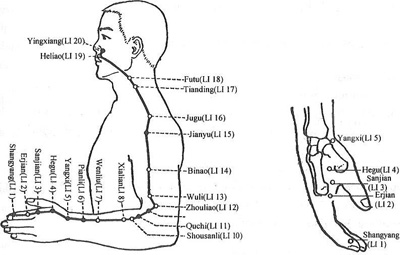 Yingxiang(LI 20)
Heliao(LI 19)
Futu(LI 18)
Tianding(LI 17)
Jugu(LI 16)
Jianyu(LI 15)
Binao(LI 14)
Wuli(LI 13)
Zhouliao(LI 12)
Quchi(LI 11)
Shousanli(LI 10)
Shangyang(LI 1)
Erjian(LI 2)
Sanjian(LI 3)
Hegu(LI 4)
Yangxi(LI 5)
Pianli(LI 6)
Wenliu(LI 7)
Xialian(LI 8)
Yangxi(LI 5)
Hegu(LI 4)
Sanjian
(LI 3)
Erjian
(LI 2)
Shangyang
(LI 1)